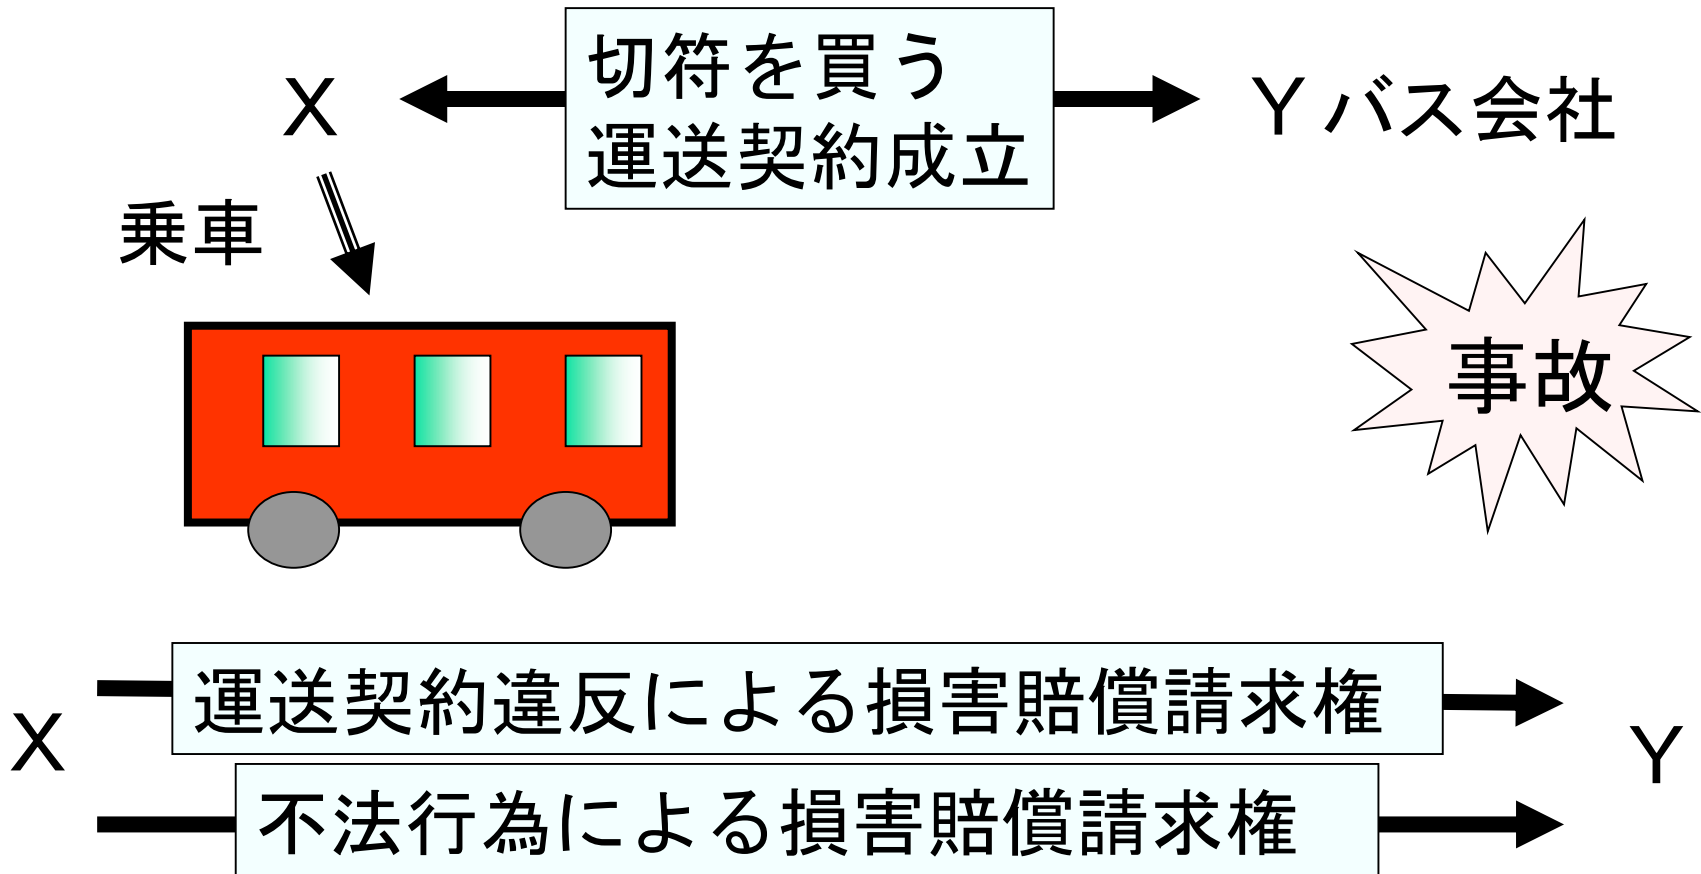 X
切符を買う
運送契約成立
Yバス会社
乗車
事故
運送契約違反による損害賠償請求権
X
Y
不法行為による損害賠償請求権